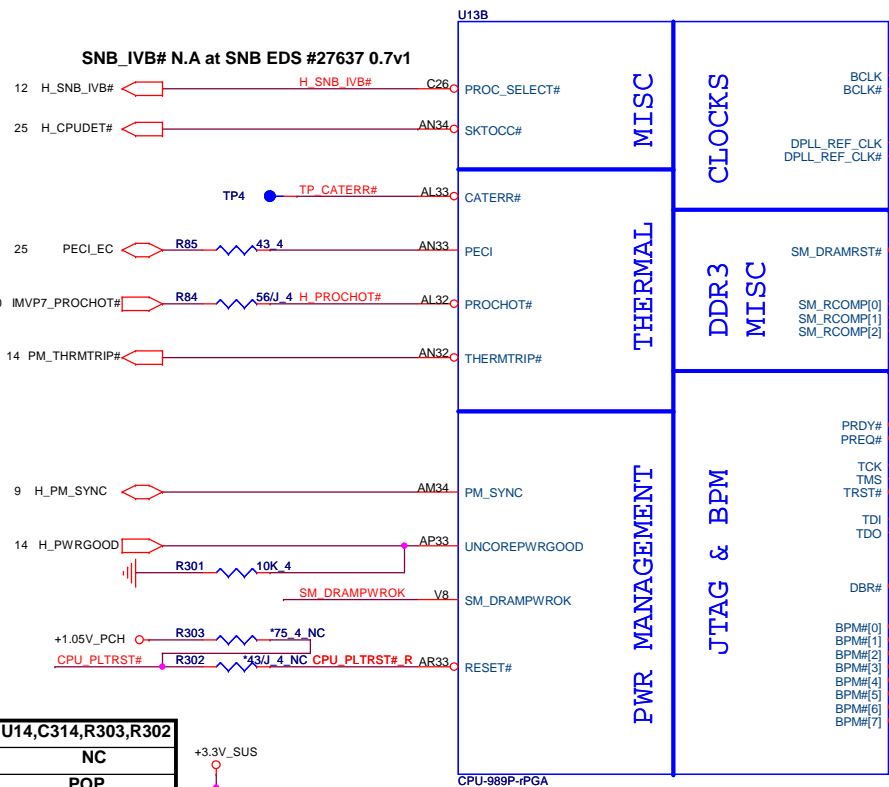 U13B
SNB_IVB# N.A at SNB EDS #27637 0.7v1
12 H_SNB_IVB# H_SNB_IVB# C26 PROC_SELECT#
25 H_CPUDET# AN34 SKTOCC#
MISC
CLOCKS
BCLK
BCLK#
DPLL_REF_CLK
DPLL_REF_CLK#
TP4 TP_CATERR# AL33 CATERR#
25 PECI_EC R85 43_4 AN33 PECI
IMVP7_PROCHOT# R84 56/J_4 H_PROCHOT# AL32 PROCHOT#
14 PM_THRMTRIP# AN32 THERMTRIP#
THERMAL
DDR3
MISC
SM_DRAMRST#
SM_RCOMP[0]
SM_RCOMP[1]
SM_RCOMP[2]
9 H_PM_SYNC AM34 PM_SYNC
14 H_PWRGOOD AP33 UNCOREPWRGOOD
R301 10K_4
SM_DRAMPWROK V8 SM_DRAMPWROK
+1.05V_PCH R303 *75_4_NC
CPU_PLTRST# R302 *43/J_4_NC CPU_PLTRST#_R AR33 RESET#
PWR MANAGEMENT
JTAG & BPM
PRDY#
PREQ#
TCK
TMS
TRST#
TDI
TDO
DBR#
BPM#[0]
BPM#[1]
BPM#[2]
BPM#[3]
BPM#[4]
BPM#[5]
BPM#[6]
BPM#[7]
U14,C314,R303,R302
NC
POP
+3.3V_SUS
CPU-989P-rPGA